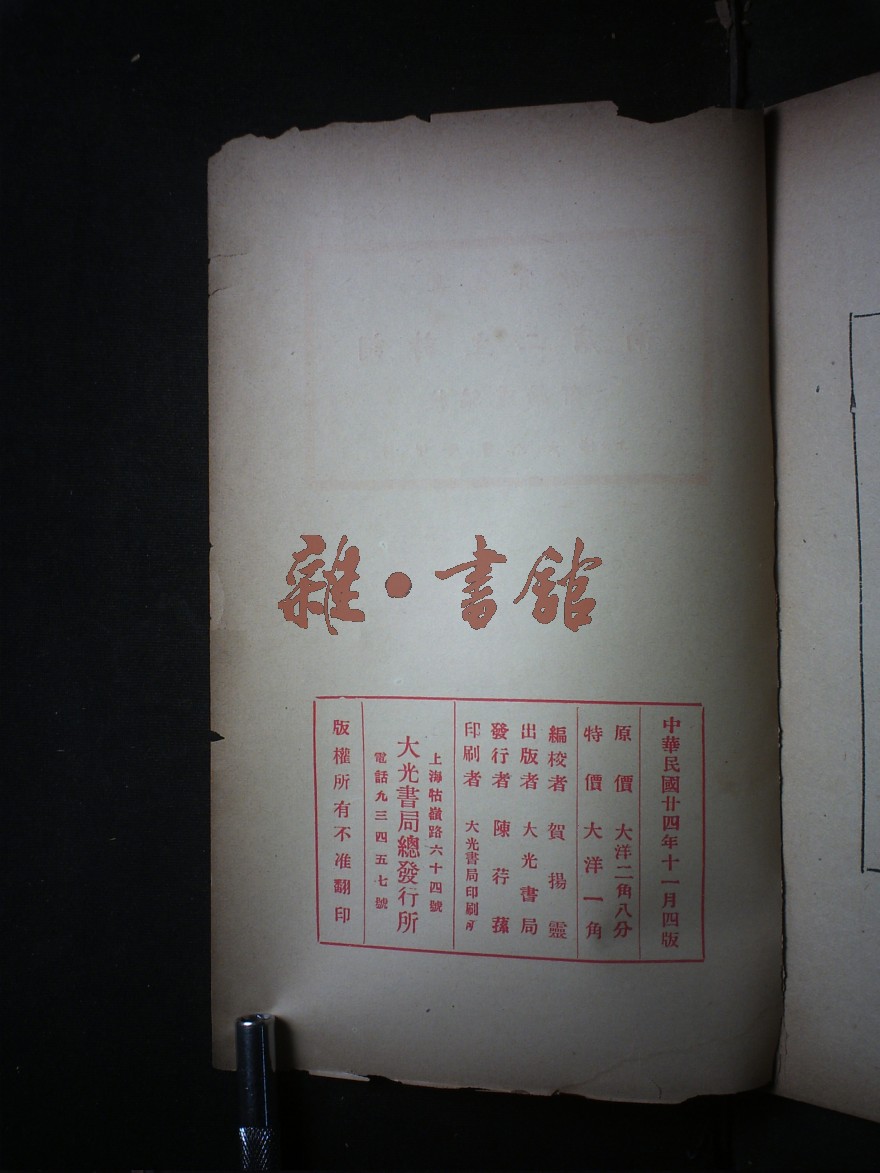 雜・書舘
中華民國廿四年十一月四版
原價 大洋二角八分
特價 大洋一角
編校者 賀揚靈
出版者 大光書局
發行者 陳荇蓀
印刷者 大光書局印刷所
上海牯嶺路六十四號
大光書局總發行所
電話九三四五七號
版權所有不准翻印